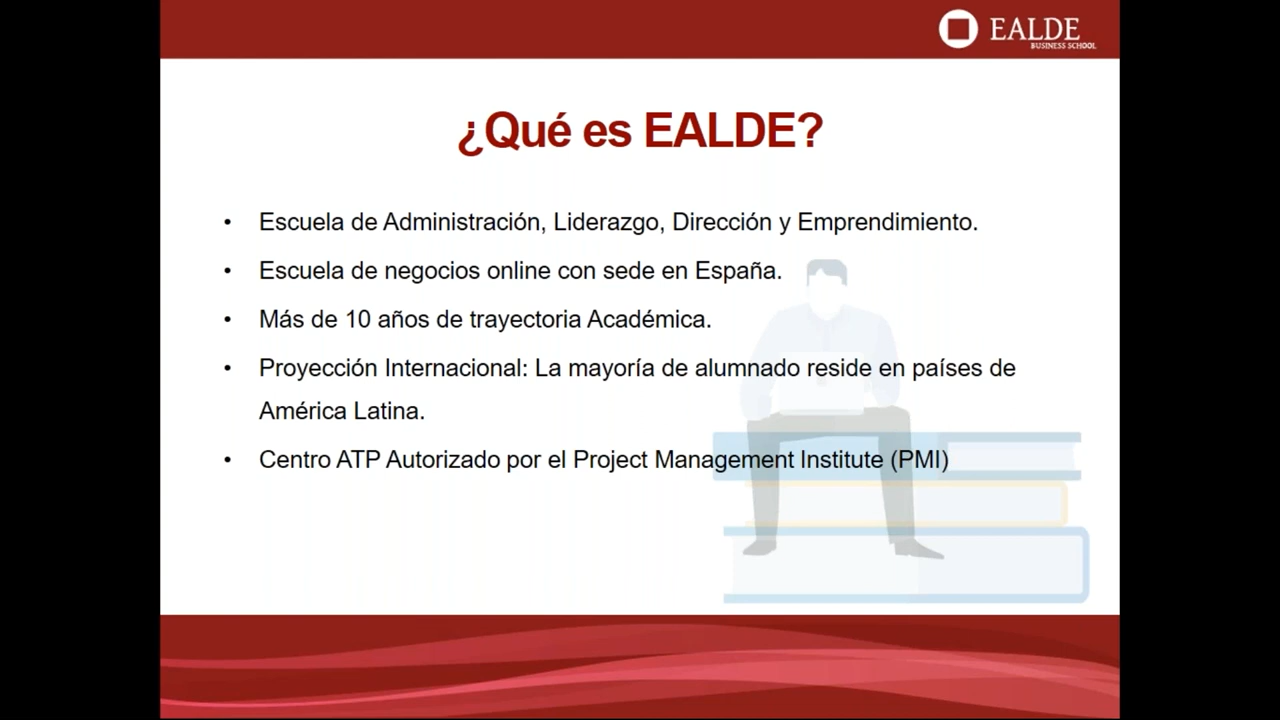 EALDE
BUSINESS SCHOOL
¿Qué es EALDE?
• Escuela de Administración, Liderazgo, Dirección y Emprendimiento.
• Escuela de negocios online con sede en España.
• Más de 10 años de trayectoria Académica.
• Proyección Internacional: La mayoría de alumnado reside en países de
América Latina.
• Centro ATP Autorizado por el Project Management Institute (PMI)